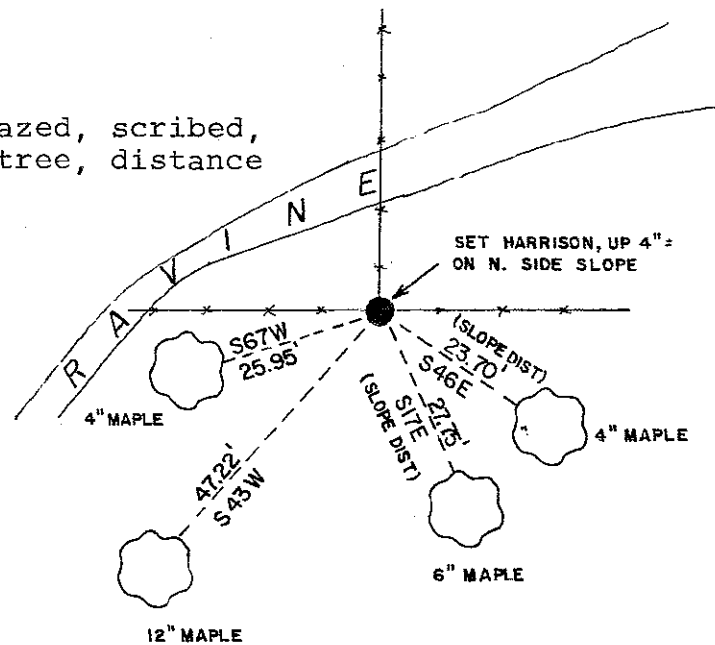 azed, scribed,
tree, distance
RAVINE
SET HARRISON, UP 4"±
ON N. SIDE SLOPE
S67W
25.95'
4" MAPLE
47.22'
S43W
12" MAPLE
27.75'
S17E
(SLOPE DIST)
6" MAPLE
(SLOPE DIST)
23.70'
S46E
4" MAPLE